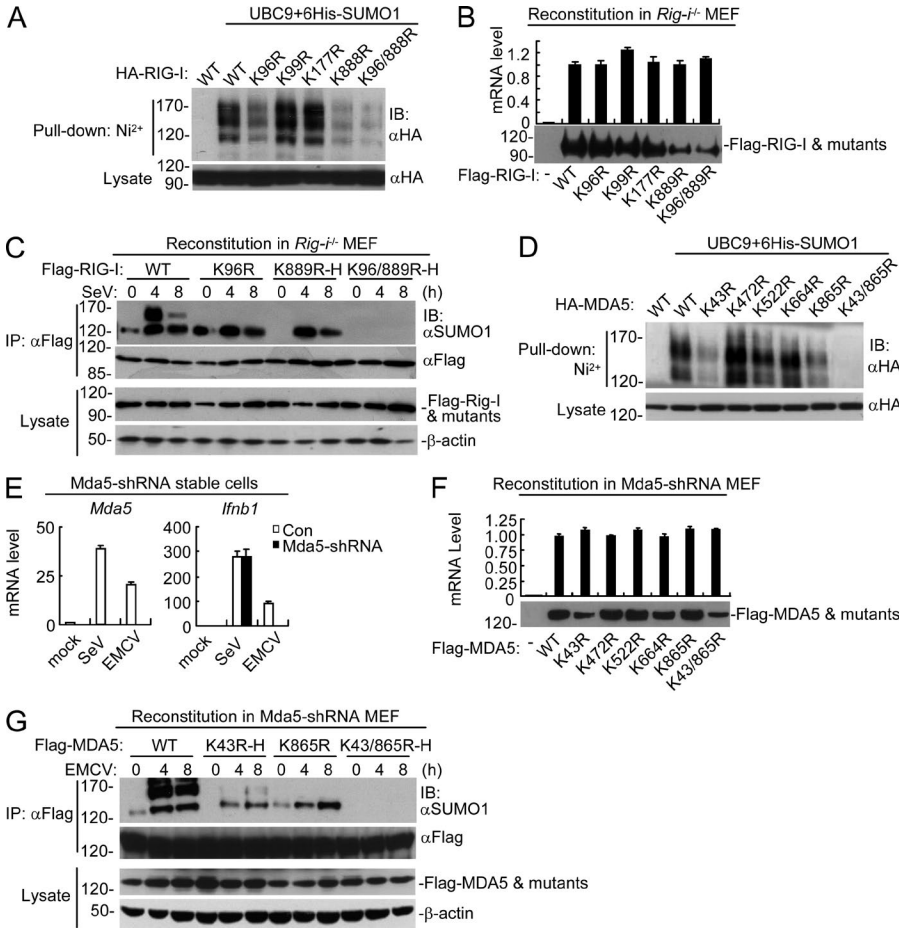 A
UBC9+6His-SUMO1
HA-RIG-I: WT WT K96R K99R K177R K888R K96/888R
Pull-down: Ni²⁺
170-
120-
IB:
αHA
Lysate
120-
90-
αHA
B
Reconstitution in Rig-i-/- MEF
mRNA level
1.2
0.8
0.4
0
120-
90-
-Flag-RIG-I & mutants
Flag-RIG-I: - WT K96R K99R K177R K889R K96/889R
C
Reconstitution in Rig-i-/- MEF
Flag-RIG-I: WT K96R K889R-H K96/889R-H
SeV: 0 4 8 0 4 8 0 4 8 0 4 8 (h)
IP: αFlag
170-
120-
IB:
αSUMO1
120-
85-
αFlag
Lysate
120-
90-
-Flag-Rig-I
& mutants
50-
-β-actin
D
UBC9+6His-SUMO1
HA-MDA5: WT WT K43R K472R K522R K664R K865R K43/865R
Pull-down:
Ni²⁺
170-
120-
IB:
αHA
Lysate
120-
αHA
E
Mda5-shRNA stable cells
Mda5
Ifnb1
mRNA level
50
25
0
mock
SeV
EMCV
400
300
200
100
0
mock
SeV
EMCV
Con
Mda5-shRNA
F
Reconstitution in Mda5-shRNA MEF
mRNA Level
1.25
1.00
0.75
0.50
0.25
0
120-
-Flag-MDA5 & mutants
Flag-MDA5: - WT K43R K472R K522R K664R K865R K43/865R
G
Reconstitution in Mda5-shRNA MEF
Flag-MDA5: WT K43R-H K865R K43/865R-H
EMCV: 0 4 8 0 4 8 0 4 8 0 4 8 (h)
IP: αFlag
170-
120-
IB:
αSUMO1
120-
αFlag
Lysate
120-
-Flag-MDA5 & mutants
50-
-β-actin